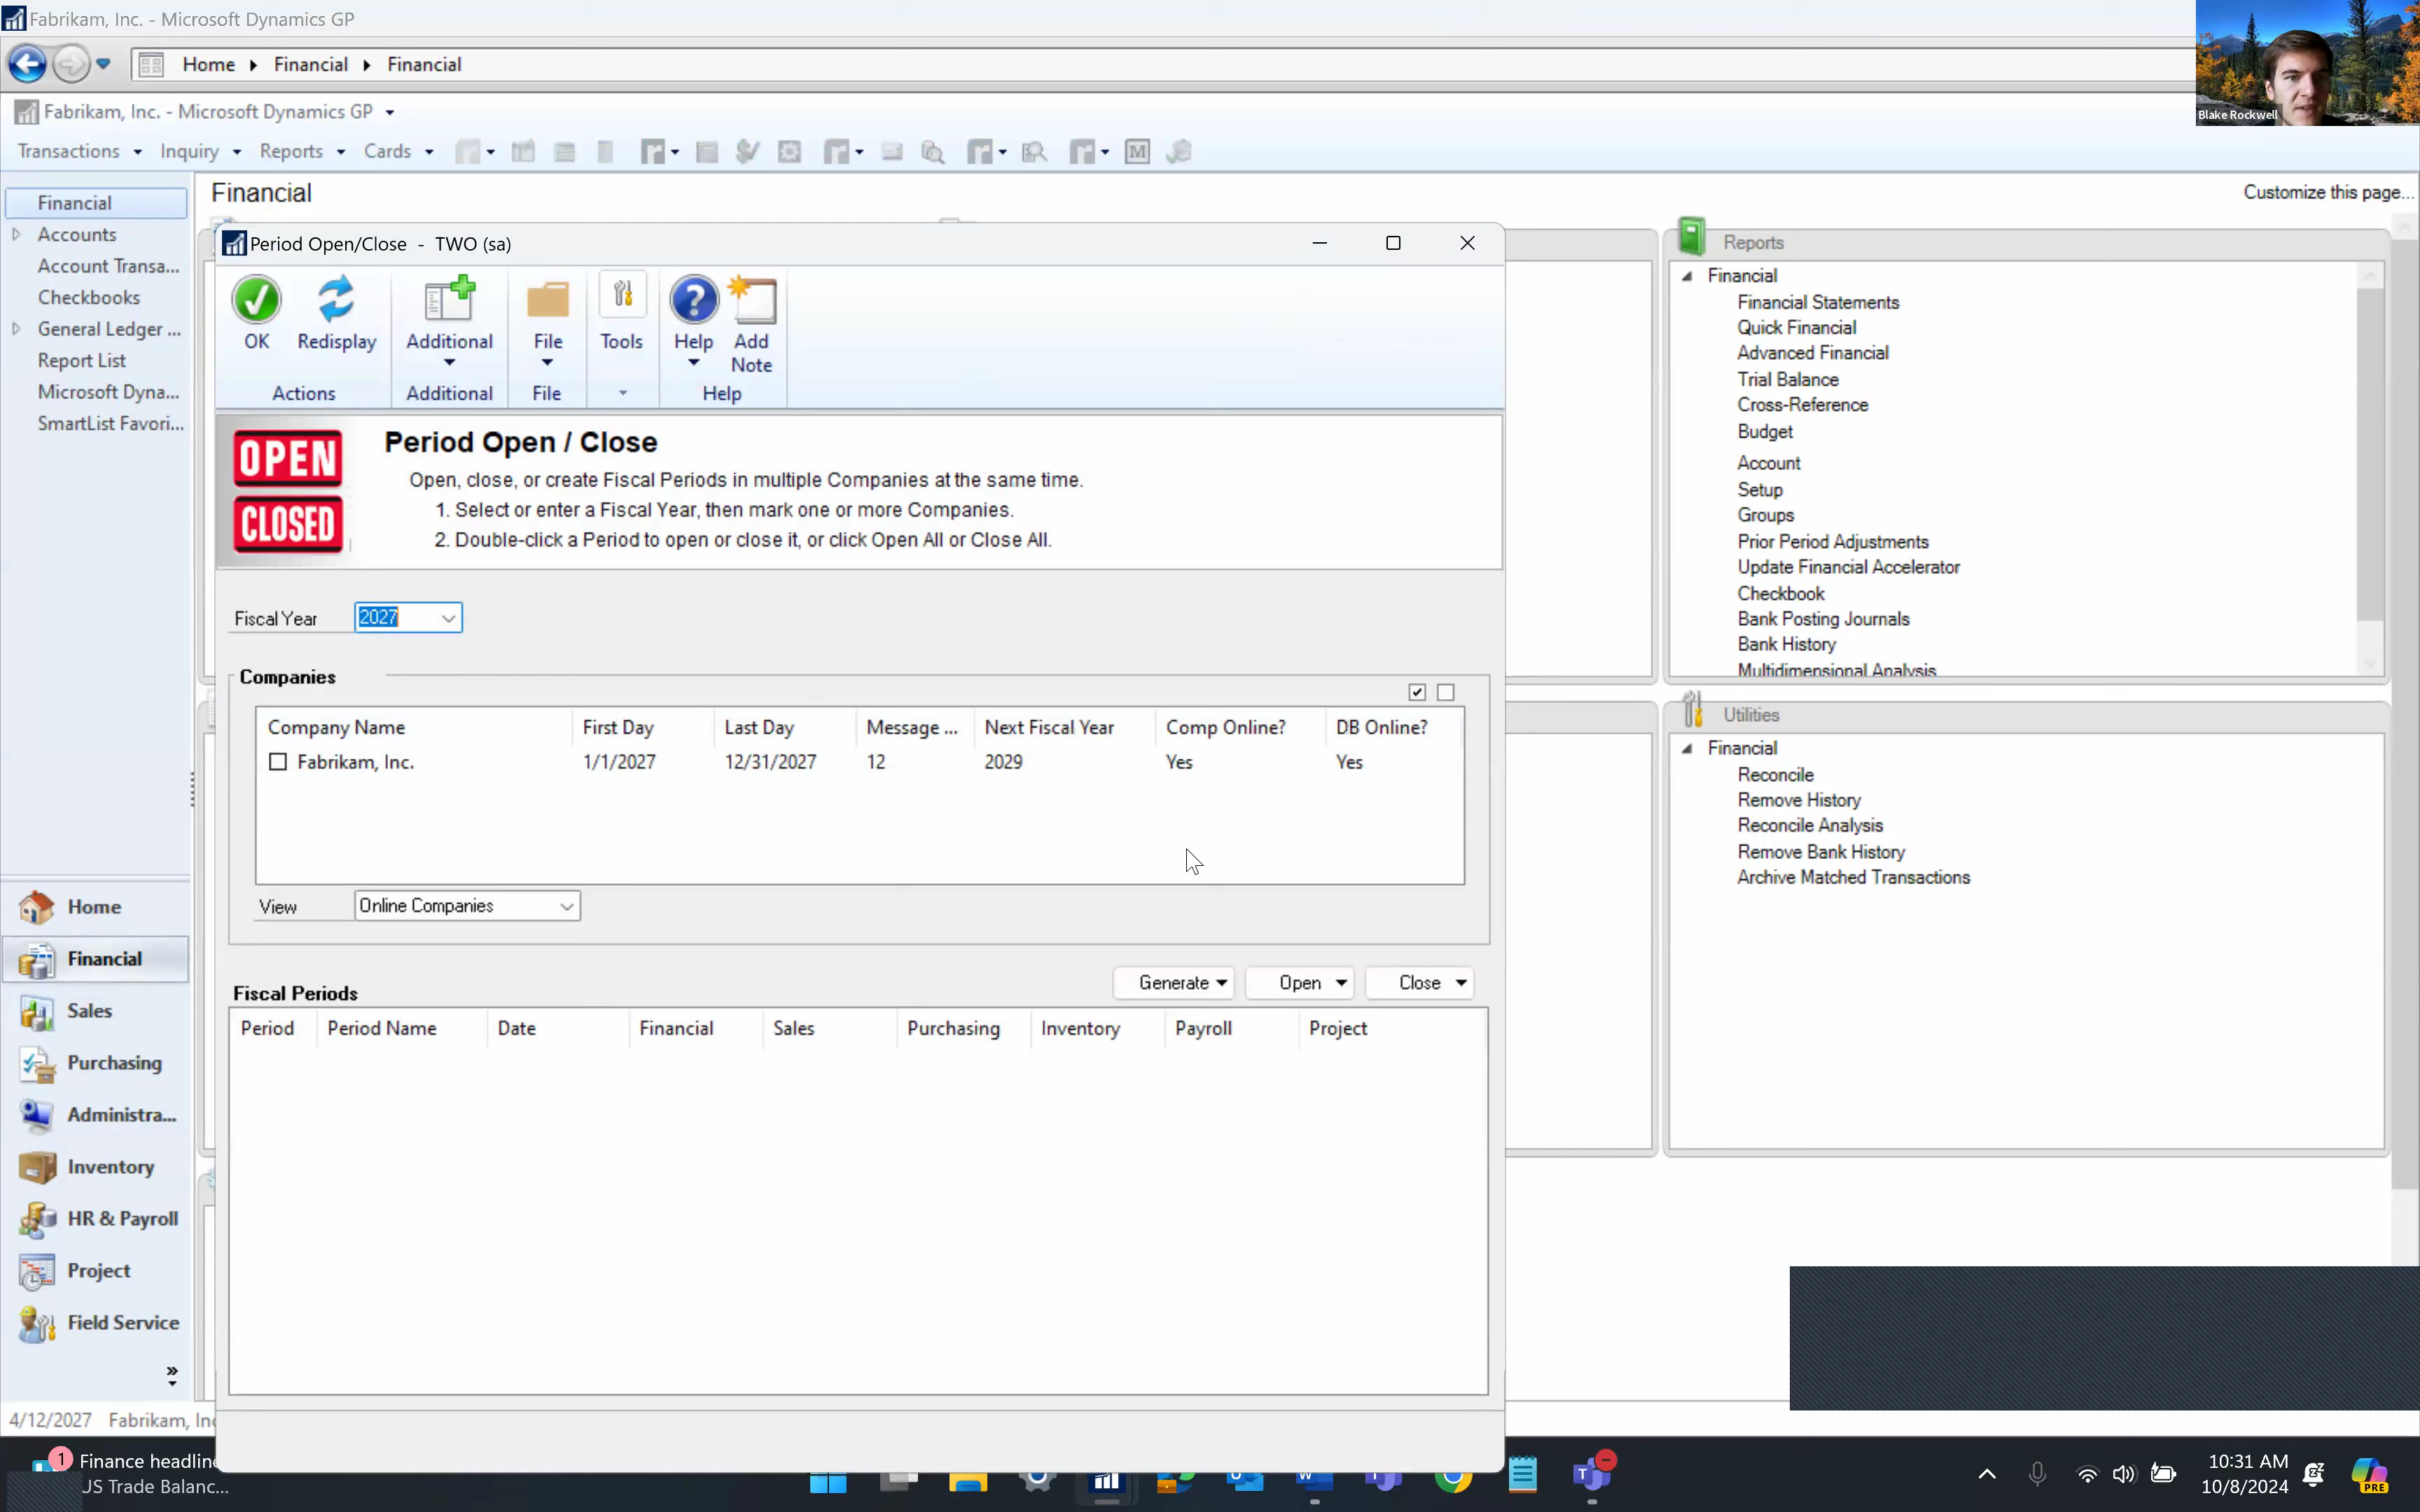 Fabrikam, Inc. - Microsoft Dynamics GP
Home Financial Financial
Blake Rockwell
Fabrikam, Inc. - Microsoft Dynamics GP
Transactions Inquiry Reports Cards
M
Financial
Accounts
Account Transa...
Checkbooks
General Ledger ...
Report List
Microsoft Dyna...
SmartList Favori...
Financial
Customize this page...
Period Open/Close - TWO (sa)
OK Redisplay Additional File Tools Help Add Note
Actions Additional File Help
OPEN
CLOSED
Period Open / Close
Open, close, or create Fiscal Periods in multiple Companies at the same time.
1. Select or enter a Fiscal Year, then mark one or more Companies.
2. Double-click a Period to open or close it, or click Open All or Close All.
Fiscal Year 2027
Companies
Company Name First Day Last Day Message ... Next Fiscal Year Comp Online? DB Online?
Fabrikam, Inc. 1/1/2027 12/31/2027 12 2029 Yes Yes
View Online Companies
Generate Open Close
Fiscal Periods
Period Period Name Date Financial Sales Purchasing Inventory Payroll Project
Reports
Financial
Financial Statements
Quick Financial
Advanced Financial
Trial Balance
Cross-Reference
Budget
Account
Setup
Groups
Prior Period Adjustments
Update Financial Accelerator
Checkbook
Bank Posting Journals
Bank History
Multidimensional Analysis
Utilities
Financial
Reconcile
Remove History
Reconcile Analysis
Remove Bank History
Archive Matched Transactions
Home
Financial
Sales
Purchasing
Administra...
Inventory
HR & Payroll
Project
Field Service
4/12/2027 Fabrikam, Inc
1
Finance headline
US Trade Balanc...
10:31 AM
10/8/2024
PRE